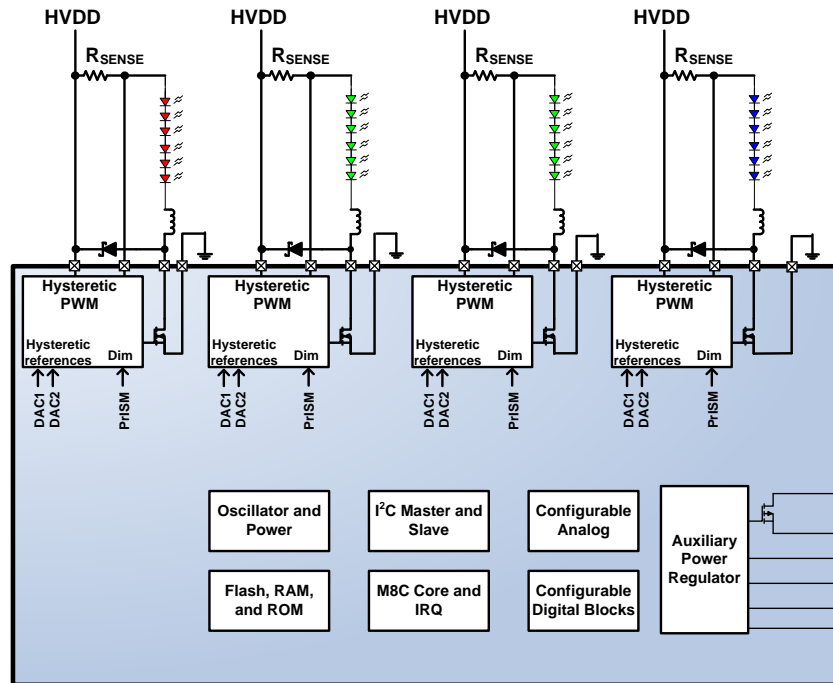 HVDD
HVDD
HVDD
HVDD
RSENSE
RSENSE
RSENSE
RSENSE
Hysteretic
PWM
Hysteretic
references
Dim
DAC1
DAC2
PrISM
Hysteretic
PWM
Hysteretic
references
Dim
DAC1
DAC2
PrISM
Hysteretic
PWM
Hysteretic
references
Dim
DAC1
DAC2
PrISM
Hysteretic
PWM
Hysteretic
references
Dim
DAC1
DAC2
PrISM
Oscillator and
Power
I2C Master and
Slave
Configurable
Analog
Auxiliary
Power
Regulator
Flash, RAM,
and ROM
M8C Core and
IRQ
Configurable
Digital Blocks